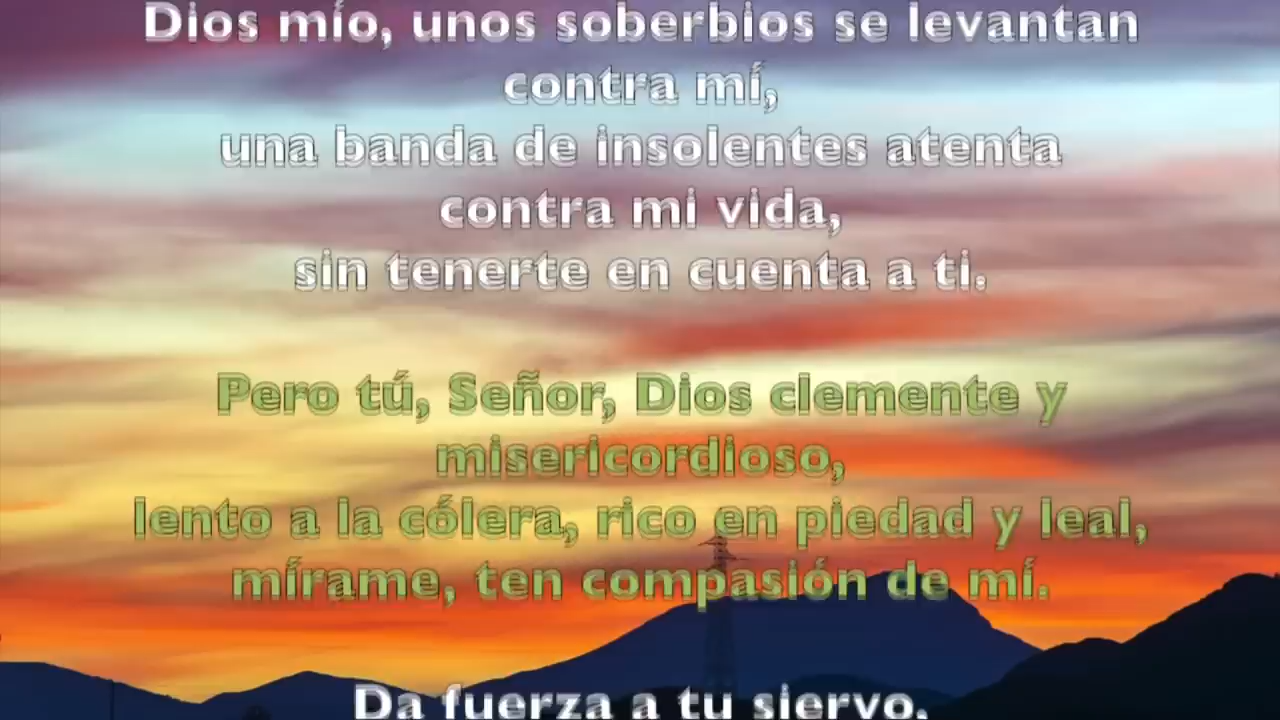 Dios mío, unos soberbios se levantan
contra mí,
una banda de insolentes atenta
contra mi vida,
sin tenerte en cuenta a ti.
Pero tú, Señor, Dios clemente y
misericordioso,
lento a la cólera, rico en piedad y leal,
mírame, ten compasión de mí.
Da fuerza a tu siervo,